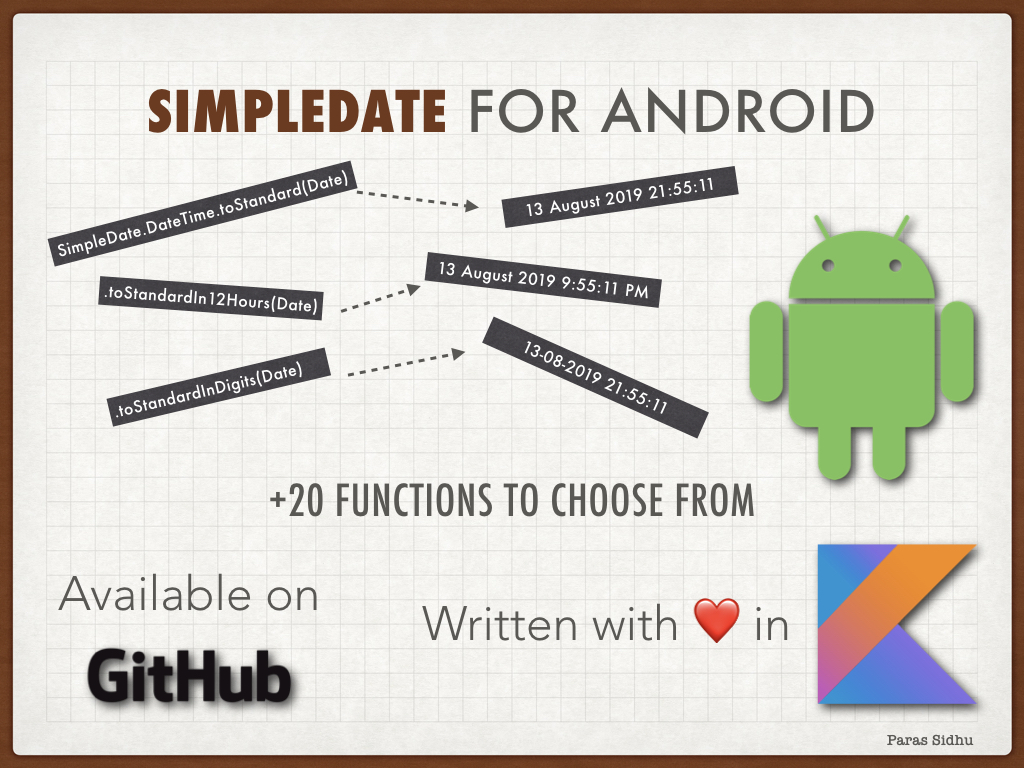 SIMPLEDATE FOR ANDROID
SimpleDate.DateTime.toStandard(Date)
13 August 2019 21:55:11
.toStandardIn12Hours(Date)
13 August 2019 9:55:11 PM
.toStandardInDigits(Date)
13-08-2019 21:55:11
+20 FUNCTIONS TO CHOOSE FROM
Available on
GitHub
Written with ❤️ in
Paras Sidhu